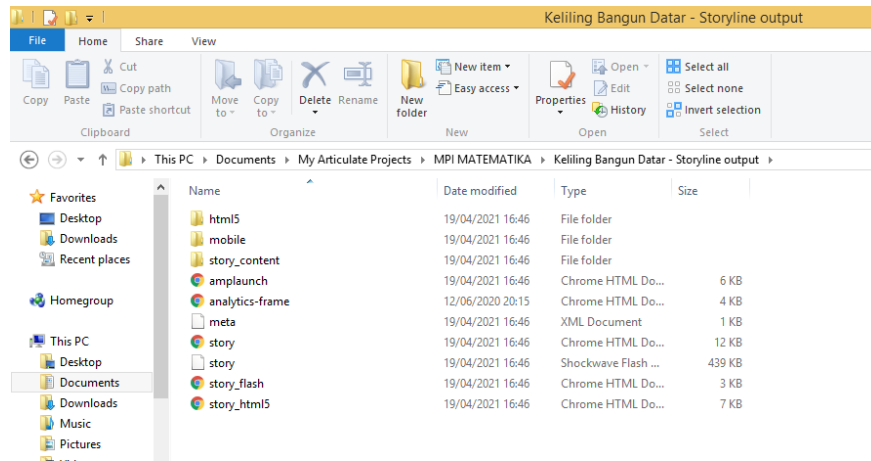 Keliling Bangun Datar - Storyline output
File Home Share View
Copy
Paste
Cut
Copy path
Paste shortcut
Clipboard
Move to
Copy to
Delete
Rename
Organize
New folder
New item
Easy access
New
Properties
Open
Edit
History
Open
Select all
Select none
Invert selection
Select
This PC Documents My Articulate Projects MPI MATEMATIKA Keliling Bangun Datar - Storyline output
Favorites
Desktop
Downloads
Recent places
Homegroup
This PC
Desktop
Documents
Downloads
Music
Pictures
Name Date modified Type Size
html5 19/04/2021 16:46 File folder
mobile 19/04/2021 16:46 File folder
story_content 19/04/2021 16:46 File folder
amplaunch 19/04/2021 16:46 Chrome HTML Do... 6 KB
analytics-frame 12/06/2020 20:15 Chrome HTML Do... 4 KB
meta 19/04/2021 16:46 XML Document 1 KB
story 19/04/2021 16:46 Chrome HTML Do... 12 KB
story 19/04/2021 16:46 Shockwave Flash ... 439 KB
story_flash 19/04/2021 16:46 Chrome HTML Do... 3 KB
story_html5 19/04/2021 16:46 Chrome HTML Do... 7 KB